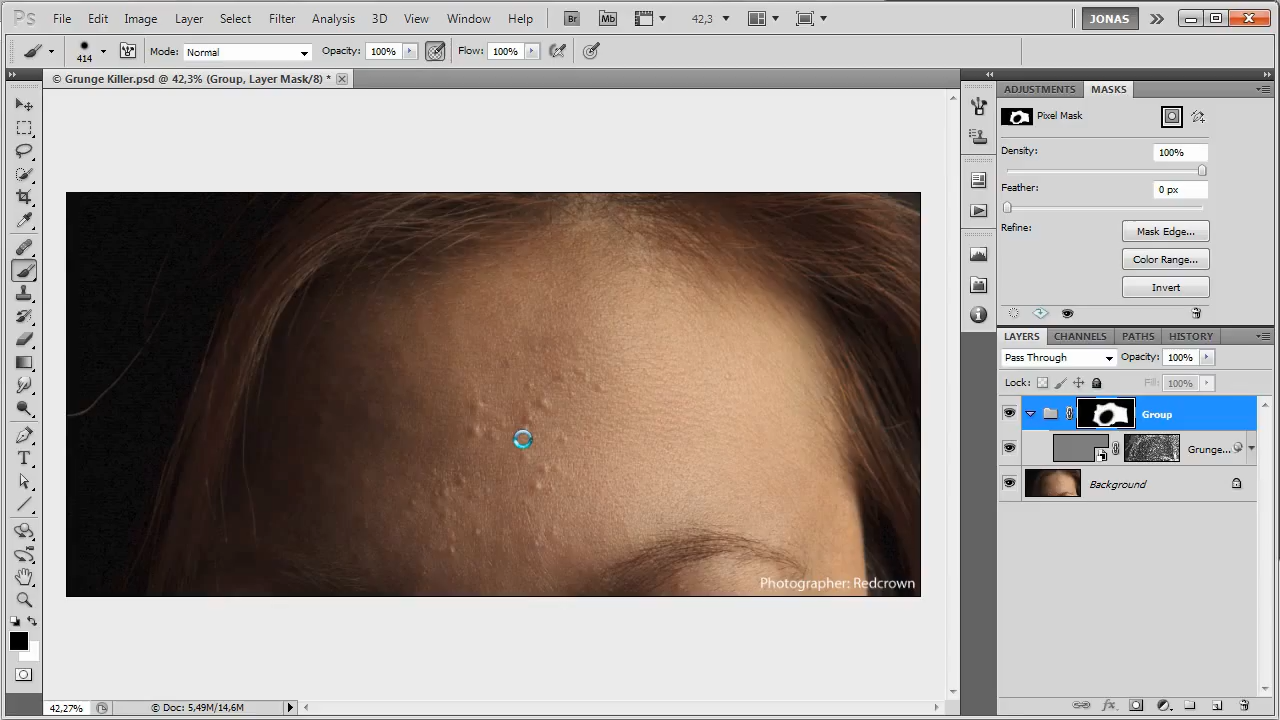 Ps File Edit Image Layer Select Filter Analysis 3D View Window Help Br Mb 42,3 JONAS
414 Mode: Normal Opacity: 100% Flow: 100%
© Grunge Killer.psd @ 42,3% (Group, Layer Mask/8) *
ADJUSTMENTS MASKS
Pixel Mask
Density: 100%
Feather: 0 px
Refine: Mask Edge...
Color Range...
Invert
LAYERS CHANNELS PATHS HISTORY
Pass Through Opacity: 100%
Lock: Fill: 100%
Group
Grunge...
Background
Photographer: Redcrown
42,27% © Doc: 5,49M/14,6M